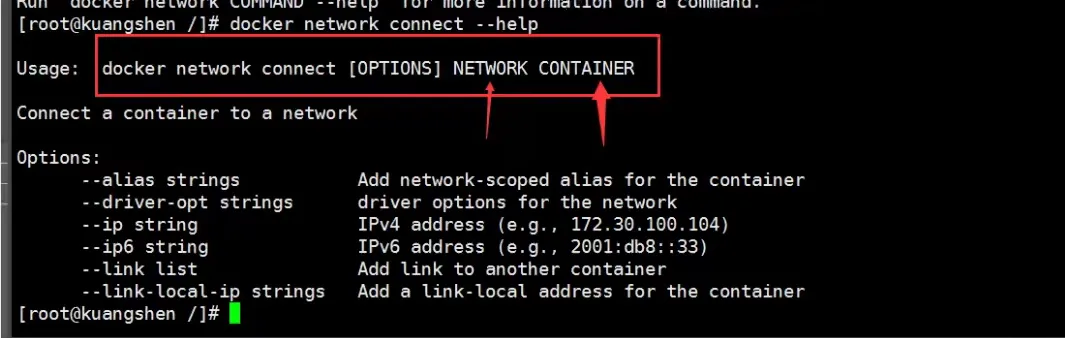 Run 'docker network COMMAND --help' for more information on a command.
[root@kuangshen /]# docker network connect --help
Usage:  docker network connect [OPTIONS] NETWORK CONTAINER
Connect a container to a network
Options:
      --alias strings           Add network-scoped alias for the container
      --driver-opt strings      driver options for the network
      --ip string               IPv4 address (e.g., 172.30.100.104)
      --ip6 string              IPv6 address (e.g., 2001:db8::33)
      --link list               Add link to another container
      --link-local-ip strings   Add a link-local address for the container
[root@kuangshen /]#